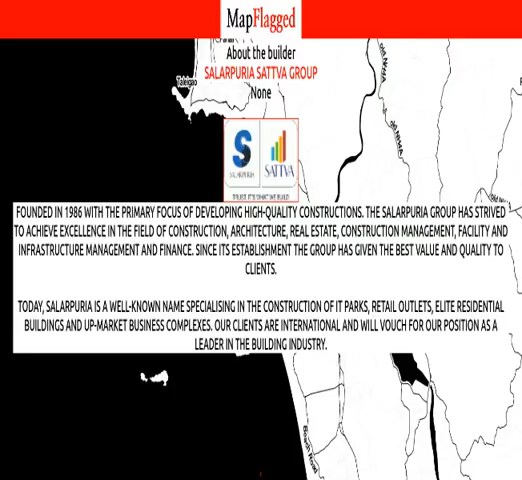 MapFlagged
About the builder
SALARPURIA SATTVA GROUP
None
SALARPURIA
SATTVA
FOUNDED IN 1986 WITH THE PRIMARY FOCUS OF DEVELOPING HIGH-QUALITY CONSTRUCTIONS. THE SALARPURIA GROUP HAS STRIVED
TO ACHIEVE EXCELLENCE IN THE FIELD OF CONSTRUCTION, ARCHITECTURE, REAL ESTATE, CONSTRUCTION MANAGEMENT, FACILITY AND
INFRASTRUCTURE MANAGEMENT AND FINANCE. SINCE ITS ESTABLISHMENT THE GROUP HAS GIVEN THE BEST VALUE AND QUALITY TO
CLIENTS.
TODAY, SALARPURIA IS A WELL-KNOWN NAME SPECIALISING IN THE CONSTRUCTION OF IT PARKS, RETAIL OUTLETS, ELITE RESIDENTIAL
BUILDINGS AND UP-MARKET BUSINESS COMPLEXES. OUR CLIENTS ARE INTERNATIONAL AND WILL VOUCH FOR OUR POSITION AS A
LEADER IN THE BUILDING INDUSTRY.
Beach Road